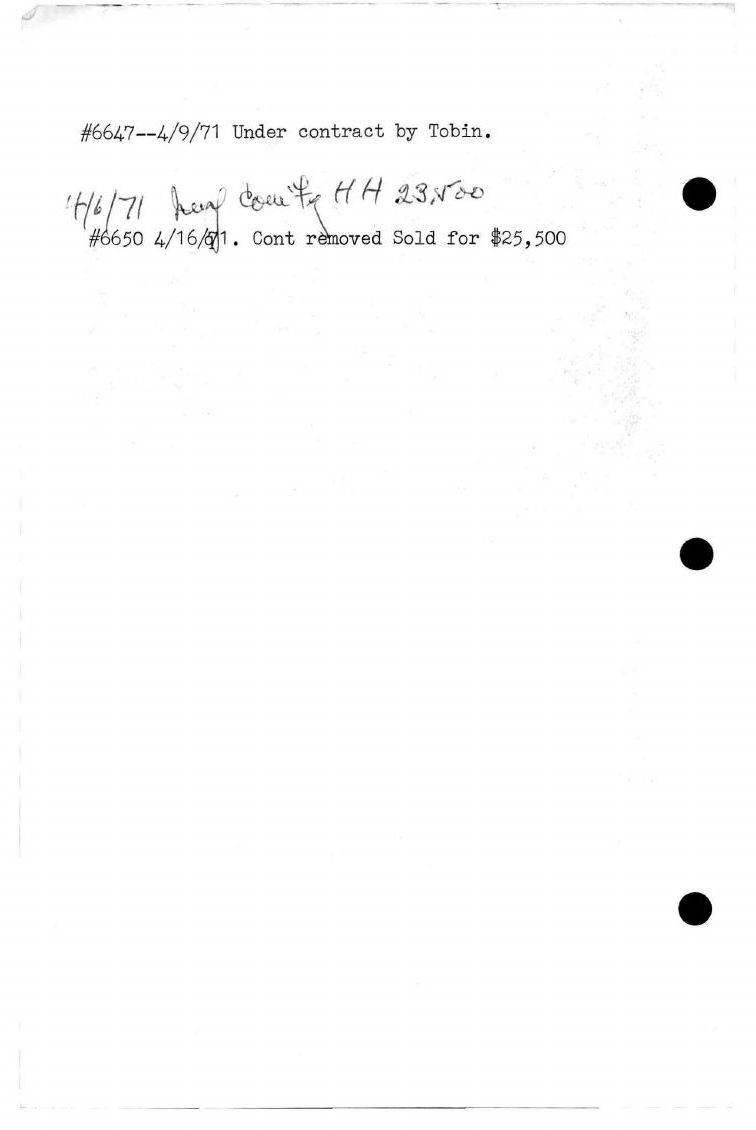 #6647--4/9/71 Under contract by Tobin.
4/6/71 HH 23,500
#6650 4/16/71. Cont removed Sold for $25,500